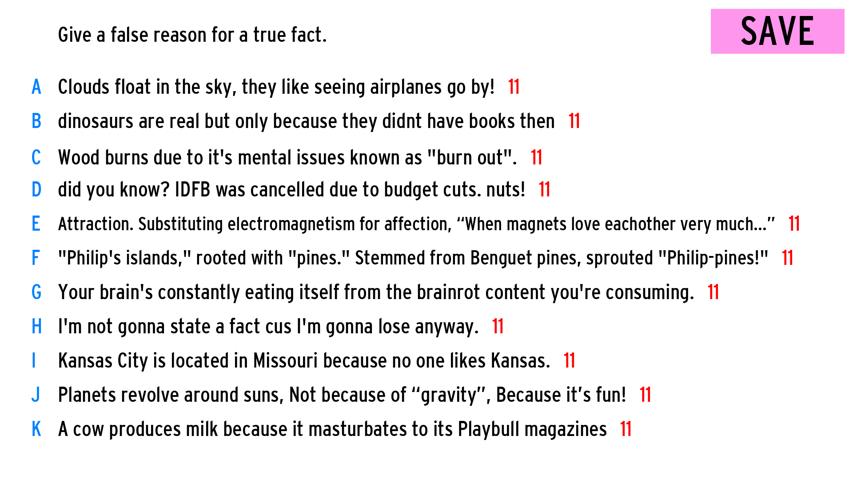 Give a false reason for a true fact.
SAVE
A Clouds float in the sky, they like seeing airplanes go by! 11
B dinosaurs are real but only because they didnt have books then 11
C Wood burns due to it's mental issues known as "burn out". 11
D did you know? IDFB was cancelled due to budget cuts. nuts! 11
E Attraction. Substituting electromagnetism for affection, “When magnets love eachother very much...” 11
F "Philip's islands," rooted with "pines." Stemmed from Benguet pines, sprouted "Philip-pines!" 11
G Your brain's constantly eating itself from the brainrot content you're consuming. 11
H I'm not gonna state a fact cus I'm gonna lose anyway. 11
I Kansas City is located in Missouri because no one likes Kansas. 11
J Planets revolve around suns, Not because of “gravity”, Because it’s fun! 11
K A cow produces milk because it masturbates to its Playbull magazines 11